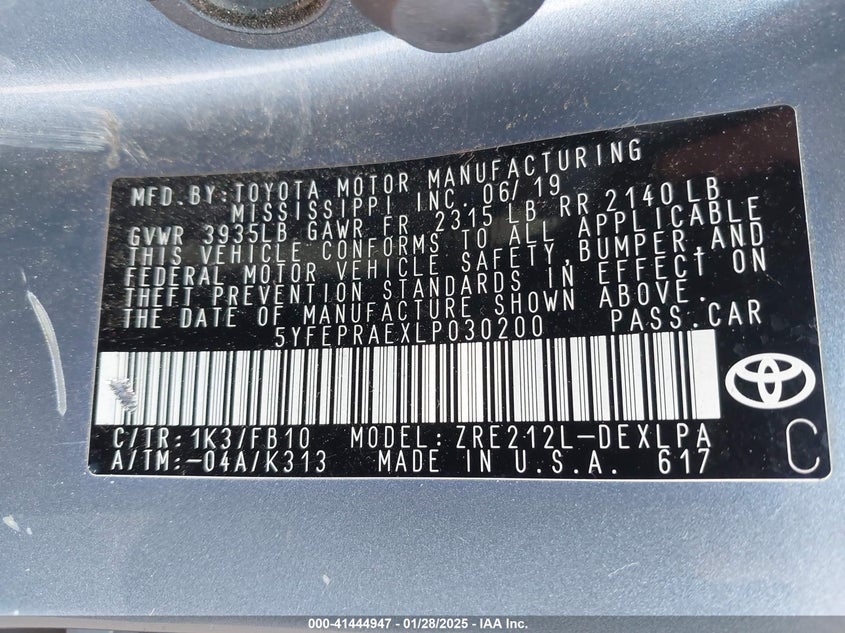 MFD.BY:TOYOTA MOTOR MANUFACTURING
MISSISSIPPI INC. 06/19
GVWR 3935LB GAWR FR 2315 LB RR 2140 LB
THIS VEHICLE CONFORMS TO ALL APPLICABLE
FEDERAL MOTOR VEHICLE SAFETY,BUMPER,AND
THEFT PREVENTION STANDARDS IN EFFECT ON
THE DATE OF MANUFACTURE SHOWN ABOVE.
5YFEPRAEXLP030200 PASS.CAR
C/TR:1K3/FB10 MODEL:ZRE212L-DEXLPA
A/TM:-04A/K313 MADE IN U.S.A. 617
C
000-41444947 - 01/28/2025 - IAA Inc.